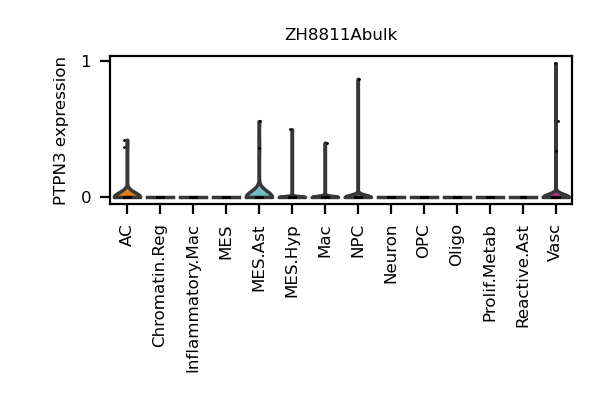 ZH8811Abulk
PTPN3 expression
1
0
AC
Chromatin.Reg
Inflammatory.Mac
MES
MES.Ast
MES.Hyp
Mac
NPC
Neuron
OPC
Oligo
Prolif.Metab
Reactive.Ast
Vasc